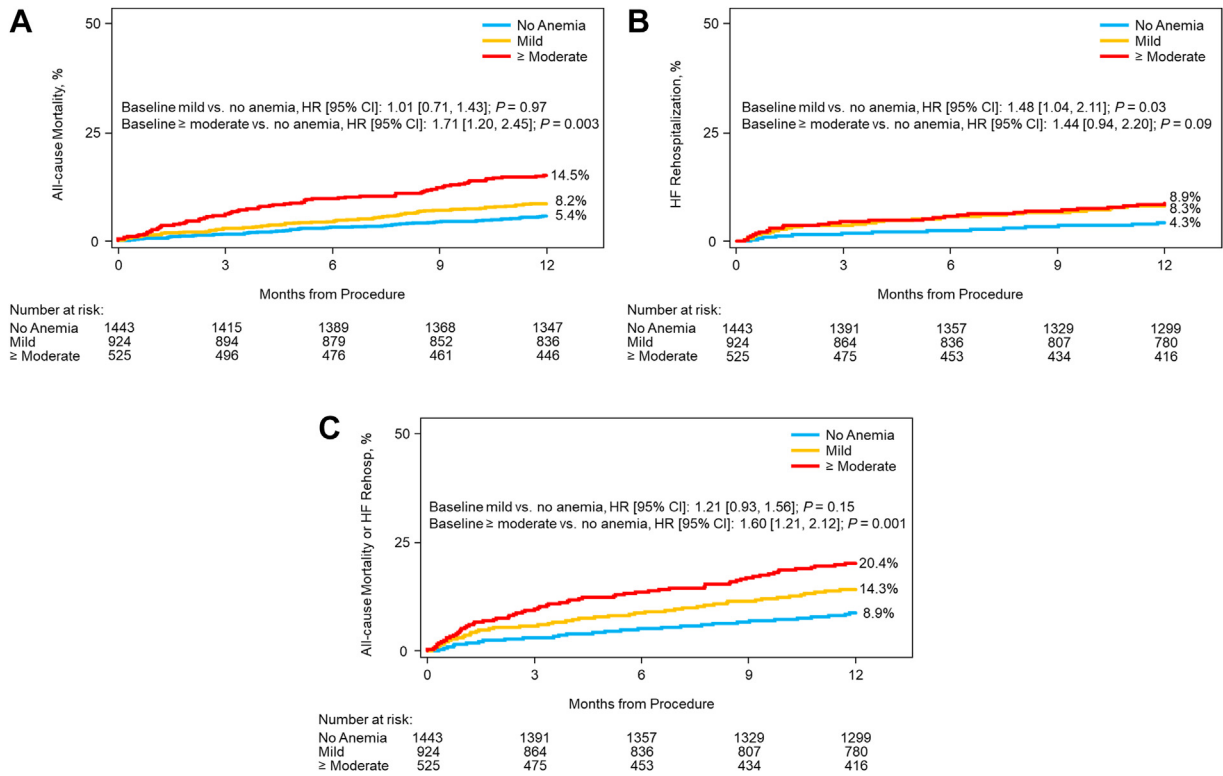 A
All-cause Mortality, %
50
25
0
No Anemia
Mild
≥ Moderate
Baseline mild vs. no anemia, HR [95% CI]: 1.01 [0.71, 1.43]; P = 0.97
Baseline ≥ moderate vs. no anemia, HR [95% CI]: 1.71 [1.20, 2.45]; P = 0.003
14.5%
8.2%
5.4%
0 3 6 9 12
Months from Procedure
Number at risk:
No Anemia 1443 1415 1389 1368 1347
Mild 924 894 879 852 836
≥ Moderate 525 496 476 461 446
B
HF Rehospitalization, %
50
25
0
No Anemia
Mild
≥ Moderate
Baseline mild vs. no anemia, HR [95% CI]: 1.48 [1.04, 2.11]; P = 0.03
Baseline ≥ moderate vs. no anemia, HR [95% CI]: 1.44 [0.94, 2.20]; P = 0.09
8.9%
8.3%
4.3%
0 3 6 9 12
Months from Procedure
Number at risk:
No Anemia 1443 1391 1357 1329 1299
Mild 924 864 836 807 780
≥ Moderate 525 475 453 434 416
C
All-cause Mortality or HF Rehosp, %
50
25
0
No Anemia
Mild
≥ Moderate
Baseline mild vs. no anemia, HR [95% CI]: 1.21 [0.93, 1.56]; P = 0.15
Baseline ≥ moderate vs. no anemia, HR [95% CI]: 1.60 [1.21, 2.12]; P = 0.001
20.4%
14.3%
8.9%
0 3 6 9 12
Months from Procedure
Number at risk:
No Anemia 1443 1391 1357 1329 1299
Mild 924 864 836 807 780
≥ Moderate 525 475 453 434 416